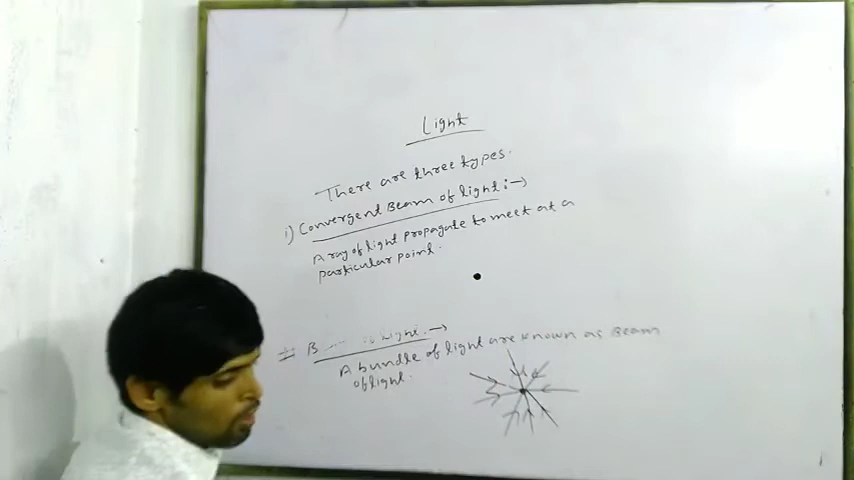 Light
There are three types.
1) Convergent Beam of light:→
A ray of light propagate to meet at a
particular point.
light. →
A bundle of light are known as Beam
of light.